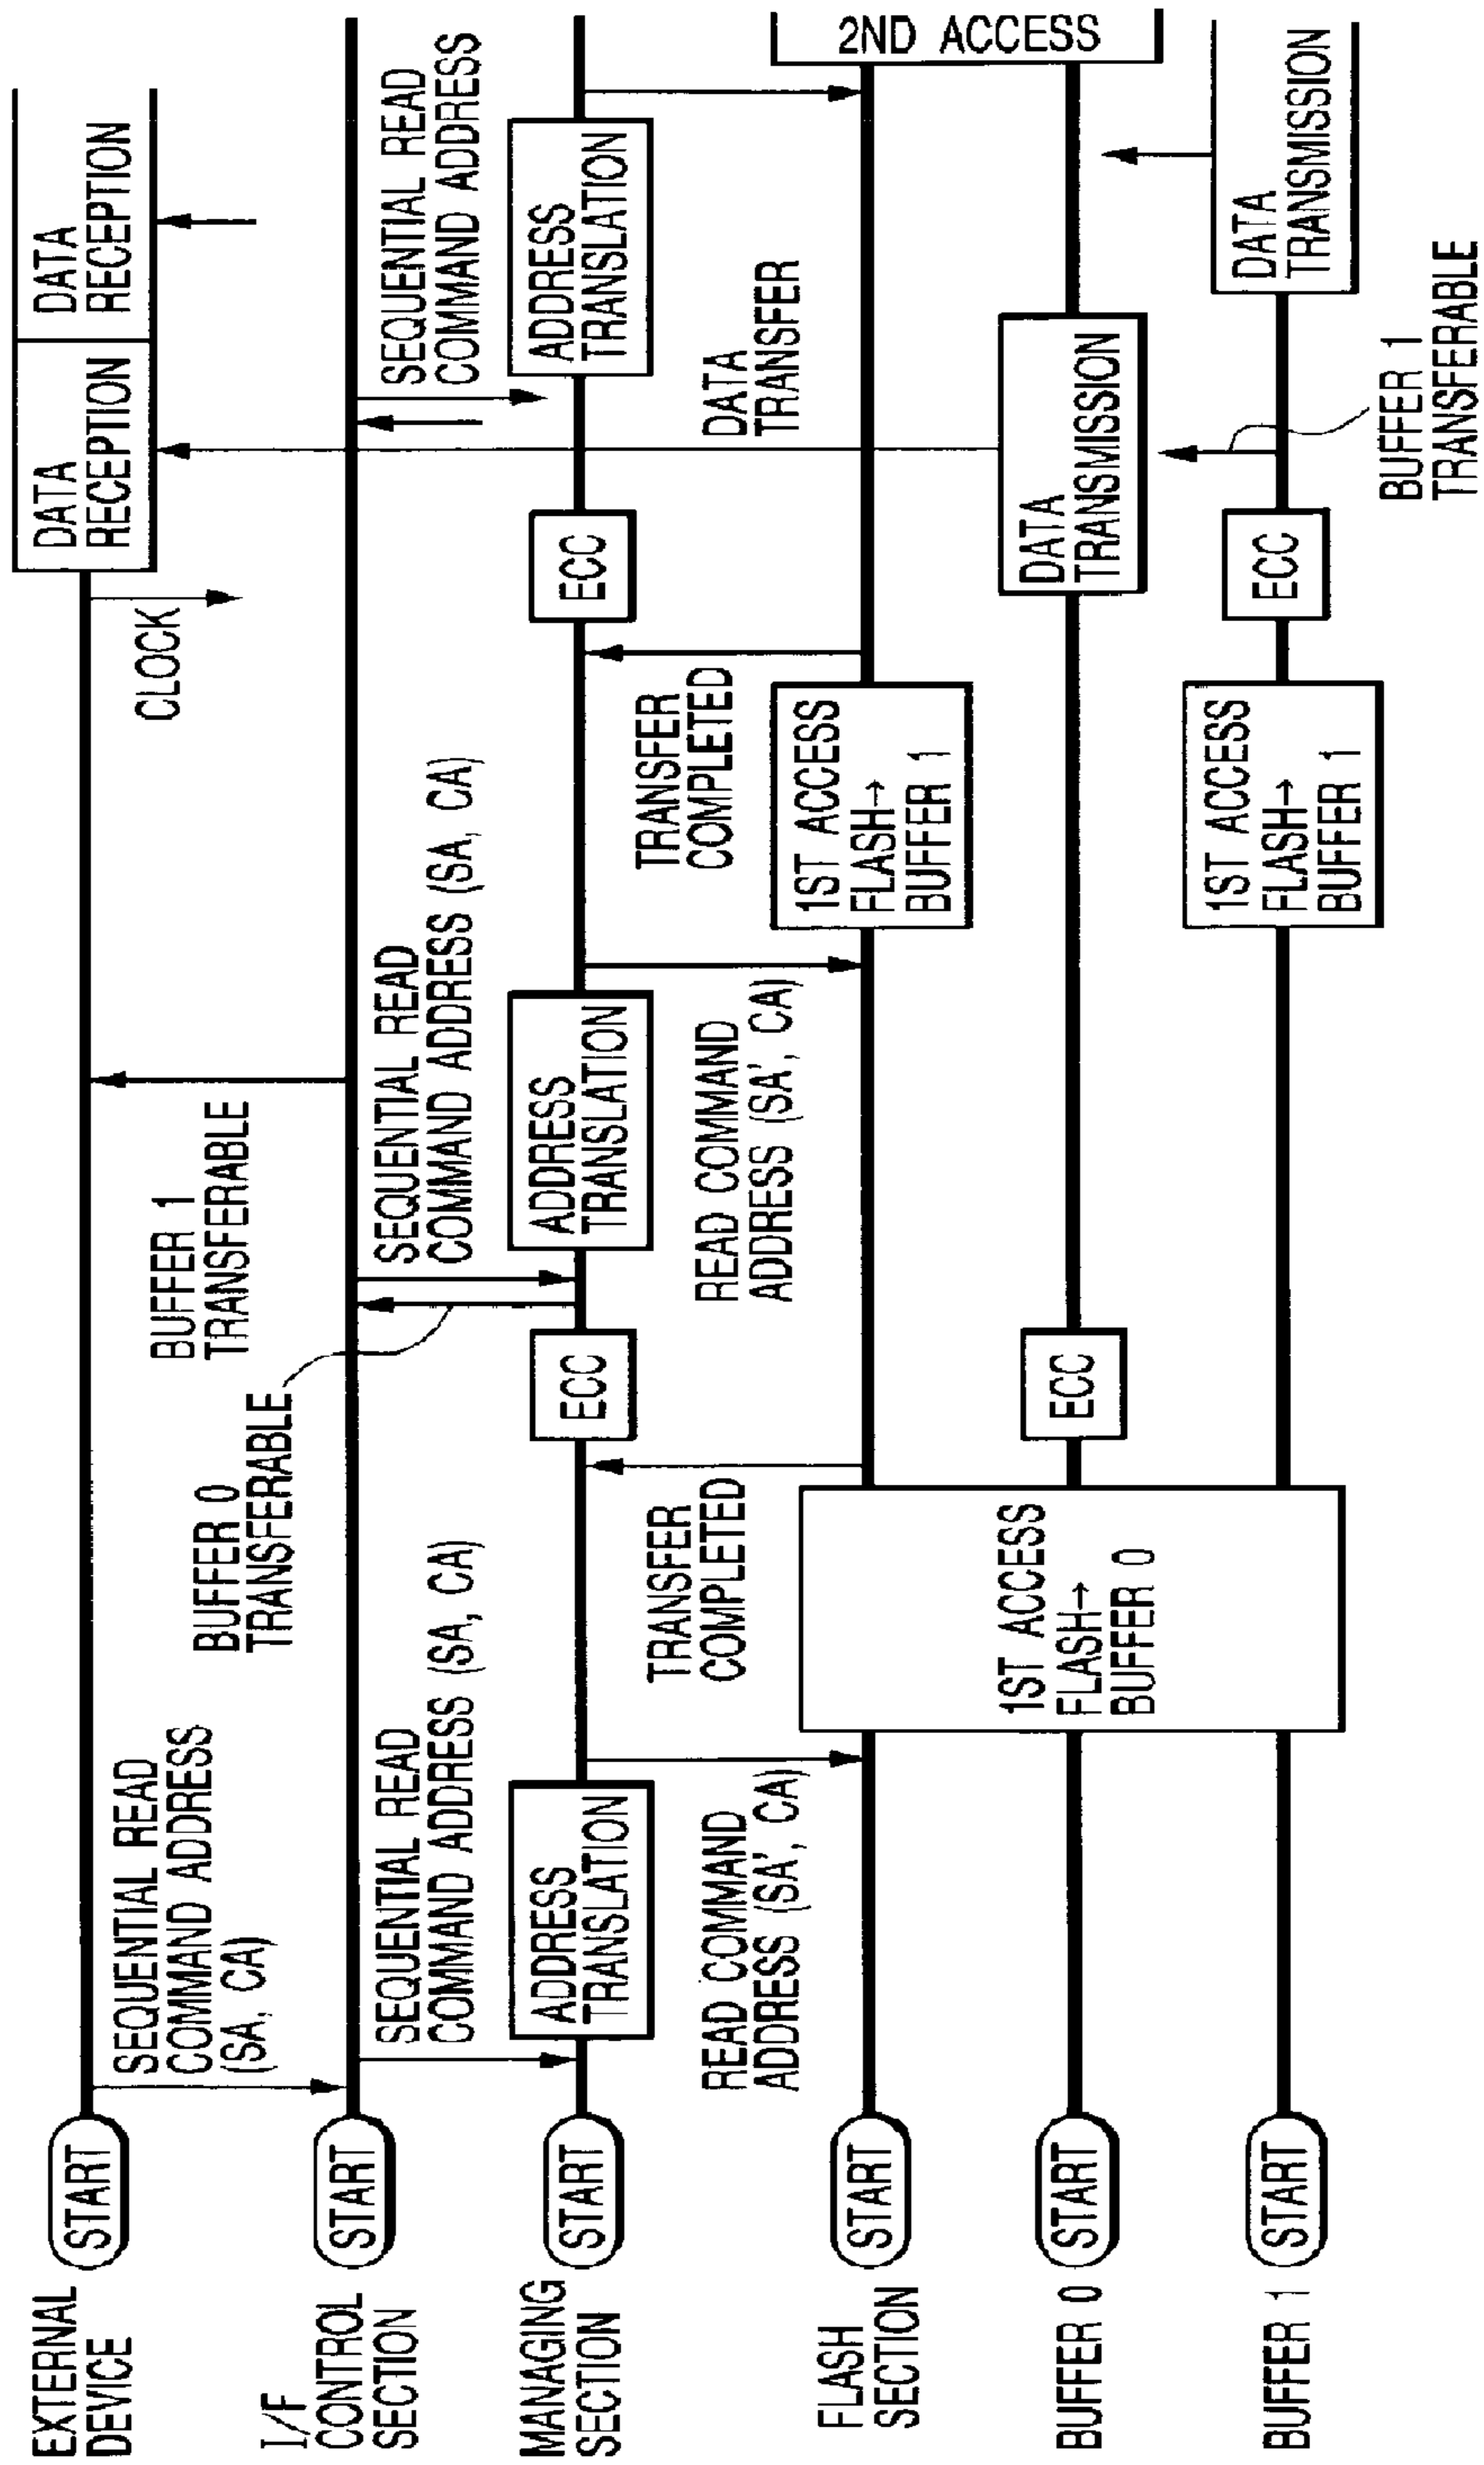 EXTERNAL
DEVICE
START
SEQUENTIAL READ
COMMAND ADDRESS
(SA, CA)
BUFFER 0
TRANSFERABLE
BUFFER 1
TRANSFERABLE
CLOCK
DATA
RECEPTION
DATA
RECEPTION
I/F
CONTROL
SECTION
START
SEQUENTIAL READ
COMMAND ADDRESS (SA, CA)
SEQUENTIAL READ
COMMAND ADDRESS (SA, CA)
SEQUENTIAL READ
COMMAND ADDRESS
MANAGING
SECTION
START
ADDRESS
TRANSLATION
ECC
ADDRESS
TRANSLATION
ECC
ADDRESS
TRANSLATION
READ COMMAND
ADDRESS (SA', CA)
TRANSFER
COMPLETED
READ COMMAND
ADDRESS (SA', CA)
TRANSFER
COMPLETED
DATA
TRANSFER
FLASH
SECTION
START
1ST ACCESS
FLASH→
BUFFER 0
1ST ACCESS
FLASH→
BUFFER 1
2ND ACCESS
BUFFER 0
START
ECC
DATA
TRANSMISSION
BUFFER 1
START
1ST ACCESS
FLASH→
BUFFER 1
ECC
DATA
TRANSMISSION
BUFFER 1
TRANSFERABLE